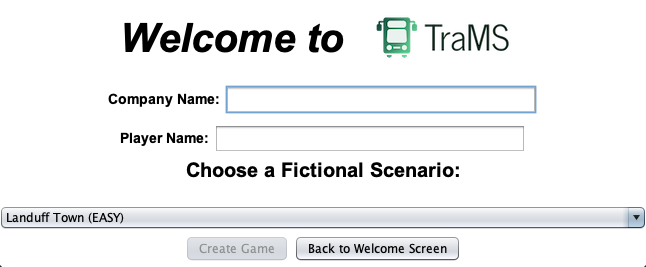 Welcome to TraMS
Company Name:
Player Name:
Choose a Fictional Scenario:
Landuff Town (EASY)
Create Game Back to Welcome Screen